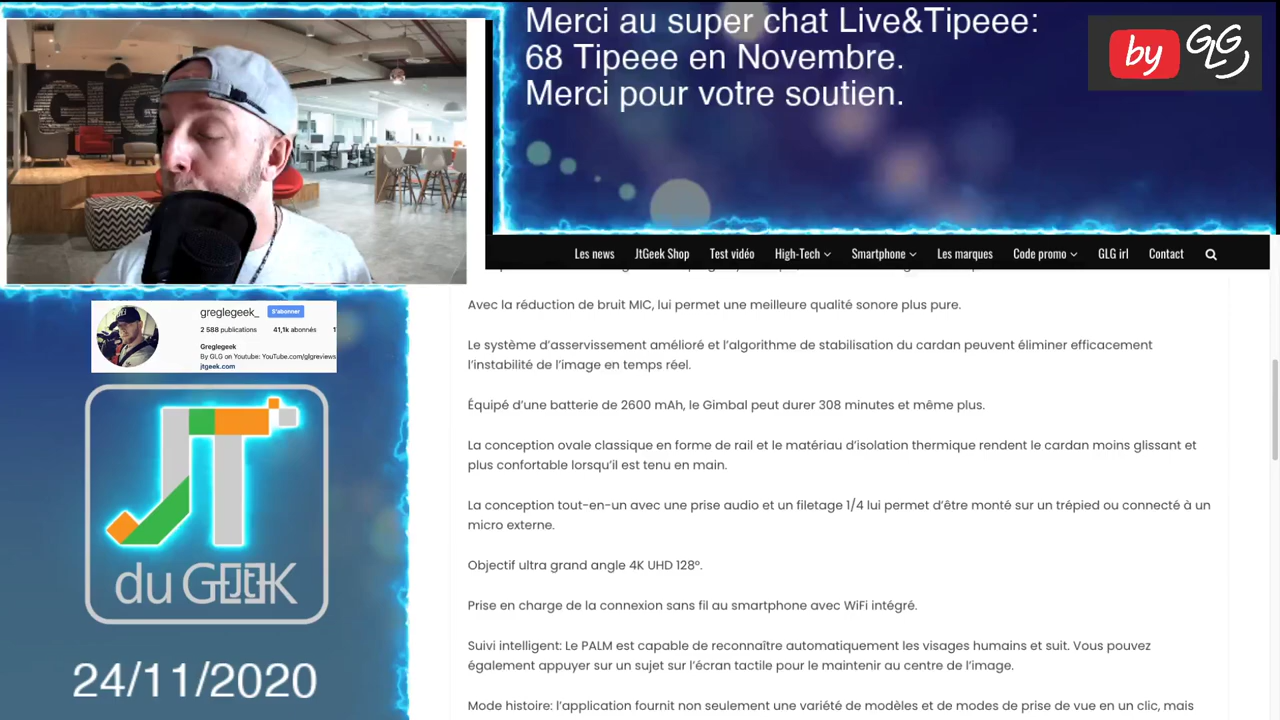 Merci au super chat Live&Tipeee:
68 Tipeee en Novembre.
Merci pour votre soutien.
by GLG
GLG
Les news JtGeek Shop Test vidéo High-Tech Smartphone Les marques Code promo GLG irl Contact
Avec la réduction de bruit MIC, lui permet une meilleure qualité sonore plus pure.
Le système d'asservissement amélioré et l'algorithme de stabilisation du cardan peuvent éliminer efficacement
l'instabilité de l'image en temps réel.
Équipé d'une batterie de 2600 mAh, le Gimbal peut durer 308 minutes et même plus.
La conception ovale classique en forme de rail et le matériau d'isolation thermique rendent le cardan moins glissant et
plus confortable lorsqu'il est tenu en main.
La conception tout-en-un avec une prise audio et un filetage 1/4 lui permet d'être monté sur un trépied ou connecté à un
micro externe.
Objectif ultra grand angle 4K UHD 128°.
Prise en charge de la connexion sans fil au smartphone avec WiFi intégré.
Suivi intelligent: Le PALM est capable de reconnaître automatiquement les visages humains et suit. Vous pouvez
également appuyer sur un sujet sur l'écran tactile pour le maintenir au centre de l'image.
Mode histoire: l'application fournit non seulement une variété de modèles et de modes de prise de vue en un clic, mais
greglegeek_ S'abonner
2 588 publications 41,1k abonnés
Greglegeek
By GLG on Youtube: YouTube.com/glgreviews
jtgeek.com
JT
du GEEK
24/11/2020